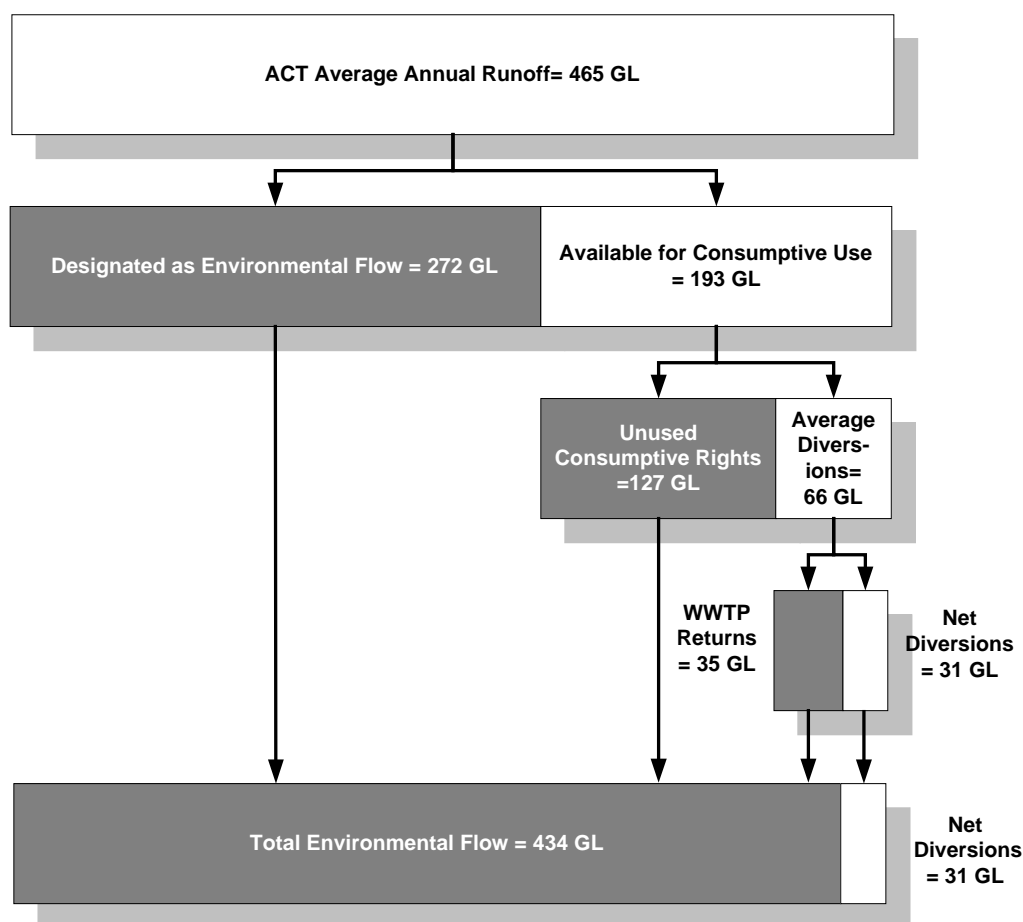 ACT Average Annual Runoff= 465 GL
Designated as Environmental Flow = 272 GL
Available for Consumptive Use
= 193 GL
Unused
Consumptive Rights
=127 GL
Average
Divers-
ions=
66 GL
WWTP
Returns
= 35 GL
Net
Diversions
= 31 GL
Total Environmental Flow = 434 GL
Net
Diversions
= 31 GL